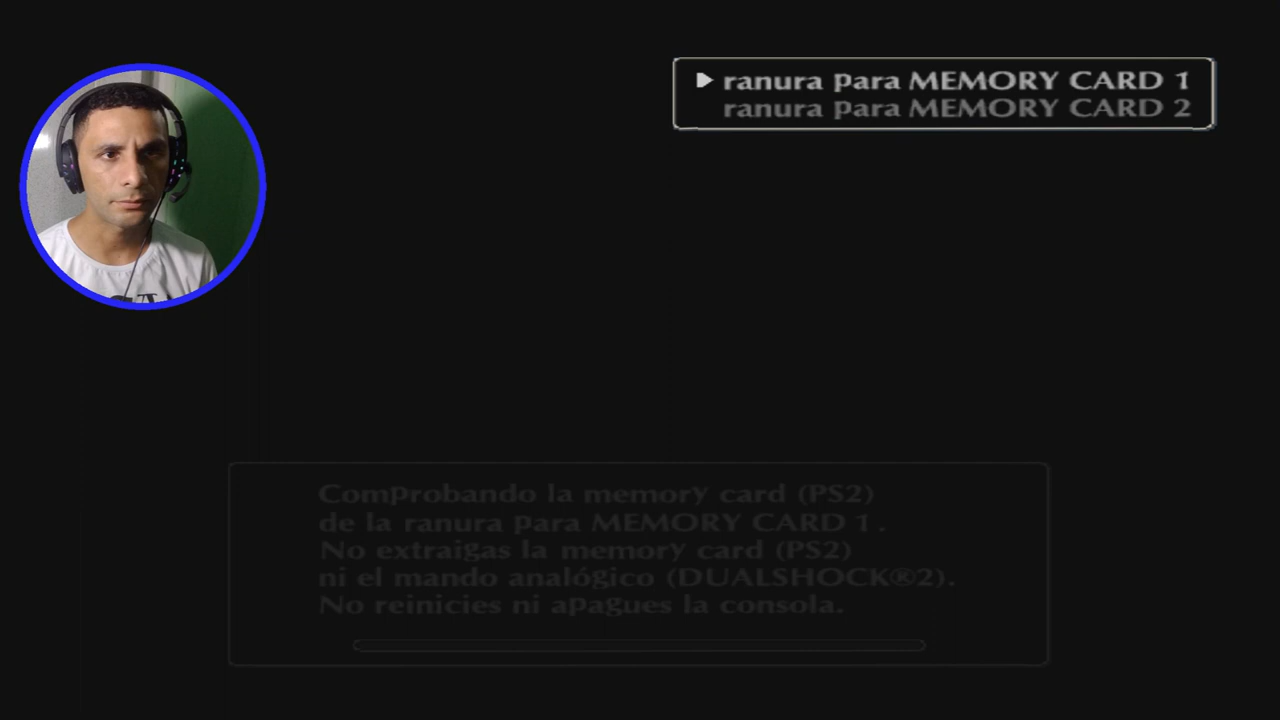 ranura para MEMORY CARD 1
ranura para MEMORY CARD 2
Comprobando la memory card (PS2)
de la ranura para MEMORY CARD 1 .
No extraigas la memory card (PS2)
ni el mando analógico (DUALSHOCK®2).
No reinicies ni apagues la consola.